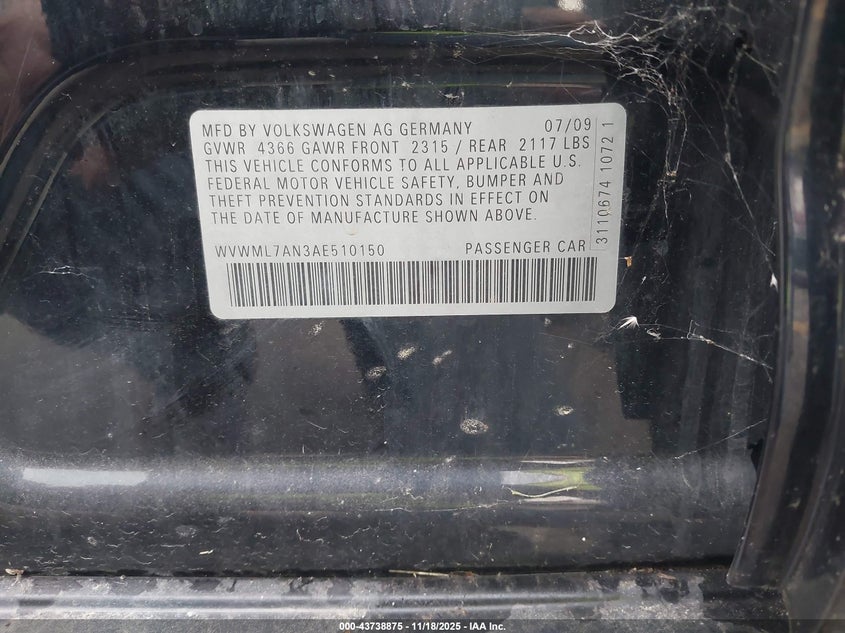 MFD BY VOLKSWAGEN AG GERMANY 07/09
GVWR 4366 GAWR FRONT 2315 / REAR 2117 LBS
THIS VEHICLE CONFORMS TO ALL APPLICABLE U.S.
FEDERAL MOTOR VEHICLE SAFETY, BUMPER AND
THEFT PREVENTION STANDARDS IN EFFECT ON
THE DATE OF MANUFACTURE SHOWN ABOVE.
WVWML7AN3AE510150 PASSENGER CAR
3110674 1072 1
000-43738875 - 11/18/2025 - IAA Inc.